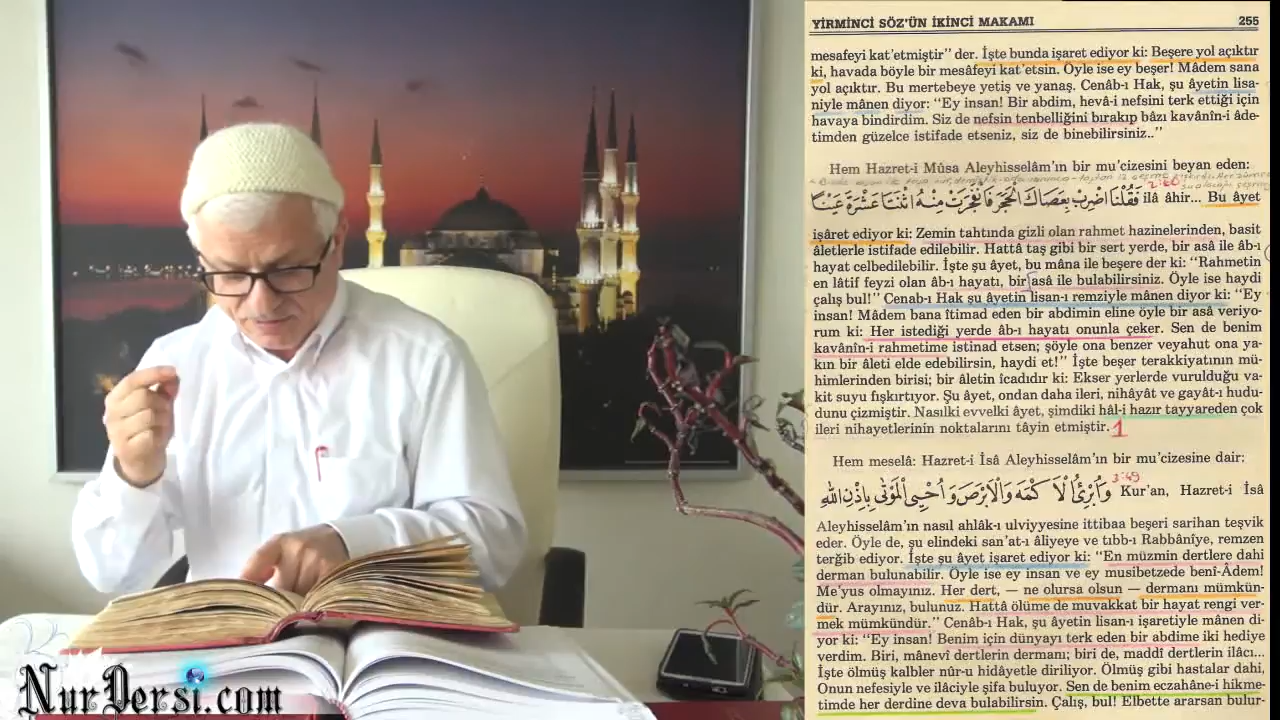 YİRMİNCİ SÖZ'ÜN İKİNCİ MAKAMI 255
mesafeyi kat'etmiştir" der. İşte bunda işaret ediyor ki: Beşere yol açıktır
ki, havada böyle bir mesâfeyi kat'etsin. Öyle ise ey beşer! Mâdem sana
yol açıktır. Bu mertebeye yetiş ve yanaş. Cenâb-ı Hak, şu âyetin lisa-
niyle mânen diyor: "Ey insan! Bir abdim, hevâ-i nefsini terk ettiği için
havaya bindirdim. Siz de nefsin tenbelliğini bırakıp bâzı kavânîn-i âde-
timden güzelce istifade etseniz, siz de binebilirsiniz.."
Hem Hazret-i Mûsa Aleyhisselâm'ın bir mu'cizesini beyan eden:
2:60
فَقُلْنَا اضْرِبْ بِعَصَاكَ الْحَجَرَ فَانْفَجَرَتْ مِنْهُ اثْنَتَا عَشْرَةَ عَيْنًا ilâ âhir... Bu âyet
işâret ediyor ki: Zemin tahtında gizli olan rahmet hazinelerinden, basit
âletlerle istifade edilebilir. Hattâ taş gibi bir sert yerde, bir asâ ile âb-ı
hayat celbedilebilir. İşte şu âyet, bu mâna ile beşere der ki: "Rahmetin
en lâtif feyzi olan âb-ı hayatı, bir asâ ile bulabilirsiniz. Öyle ise haydi
çalış bul!" Cenab-ı Hak şu âyetin lisan-ı remziyle mânen diyor ki: "Ey
insan! Mâdem bana îtimad eden bir abdimin eline öyle bir asâ veriyo-
rum ki: Her istediği yerde âb-ı hayatı onunla çeker. Sen de benim
kavânîn-i rahmetime istinad etsen; şöyle ona benzer veyahut ona ya-
kın bir âleti elde edebilirsin, haydi et!" İşte beşer terakkiyatının mü-
himlerinden birisi; bir âletin îcadıdır ki: Ekser yerlerde vurulduğu va-
kit suyu fışkırtıyor. Şu âyet, ondan daha ileri, nihâyât ve gayât-ı hudu-
dunu çizmiştir. Nasılki evvelki âyet, şimdiki hâl-i hazır tayyareden çok
ileri nihayetlerinin noktalarını tâyin etmiştir. 1
Hem meselâ: Hazret-i İsâ Aleyhisselâm'ın bir mu'cizesine dair:
3:49
وَاُبْرِئُ الْاَكْمَهَ وَالْاَبْرَصَ وَاُحْيِى الْمَوْتٰى بِاِذْنِ اللّٰهِ Kur'an, Hazret-i İsâ
Aleyhisselâm'ın nasıl ahlâk-ı ulviyyesine ittibaa beşeri sarihan teşvik
eder. Öyle de, şu elindeki san'at-ı âliyeye ve tıbb-ı Rabbânîye, remzen
terğib ediyor. İşte şu âyet işaret ediyor ki: "En müzmin dertlere dahi
derman bulunabilir. Öyle ise ey insan ve ey musibetzede benî-Âdem!
Me'yus olmayınız. Her dert, — ne olursa olsun — dermanı mümkün-
dür. Arayınız, bulunuz. Hattâ ölüme de muvakkat bir hayat rengi ver-
mek mümkündür." Cenâb-ı Hak, şu âyetin lisan-ı işaretiyle mânen di-
yor ki: "Ey insan! Benim için dünyayı terk eden bir abdime iki hediye
verdim. Biri, mânevî dertlerin dermanı; biri de, maddî dertlerin ilâcı...
İşte ölmüş kalbler nûr-u hidâyetle diriliyor. Ölmüş gibi hastalar dahi,
Onun nefesiyle ve ilâciyle şifa buluyor. Sen de benim eczahâne-i hikme-
timde her derdine deva bulabilirsin. Çalış, bul! Elbette ararsan bulur-
NurDersi.com